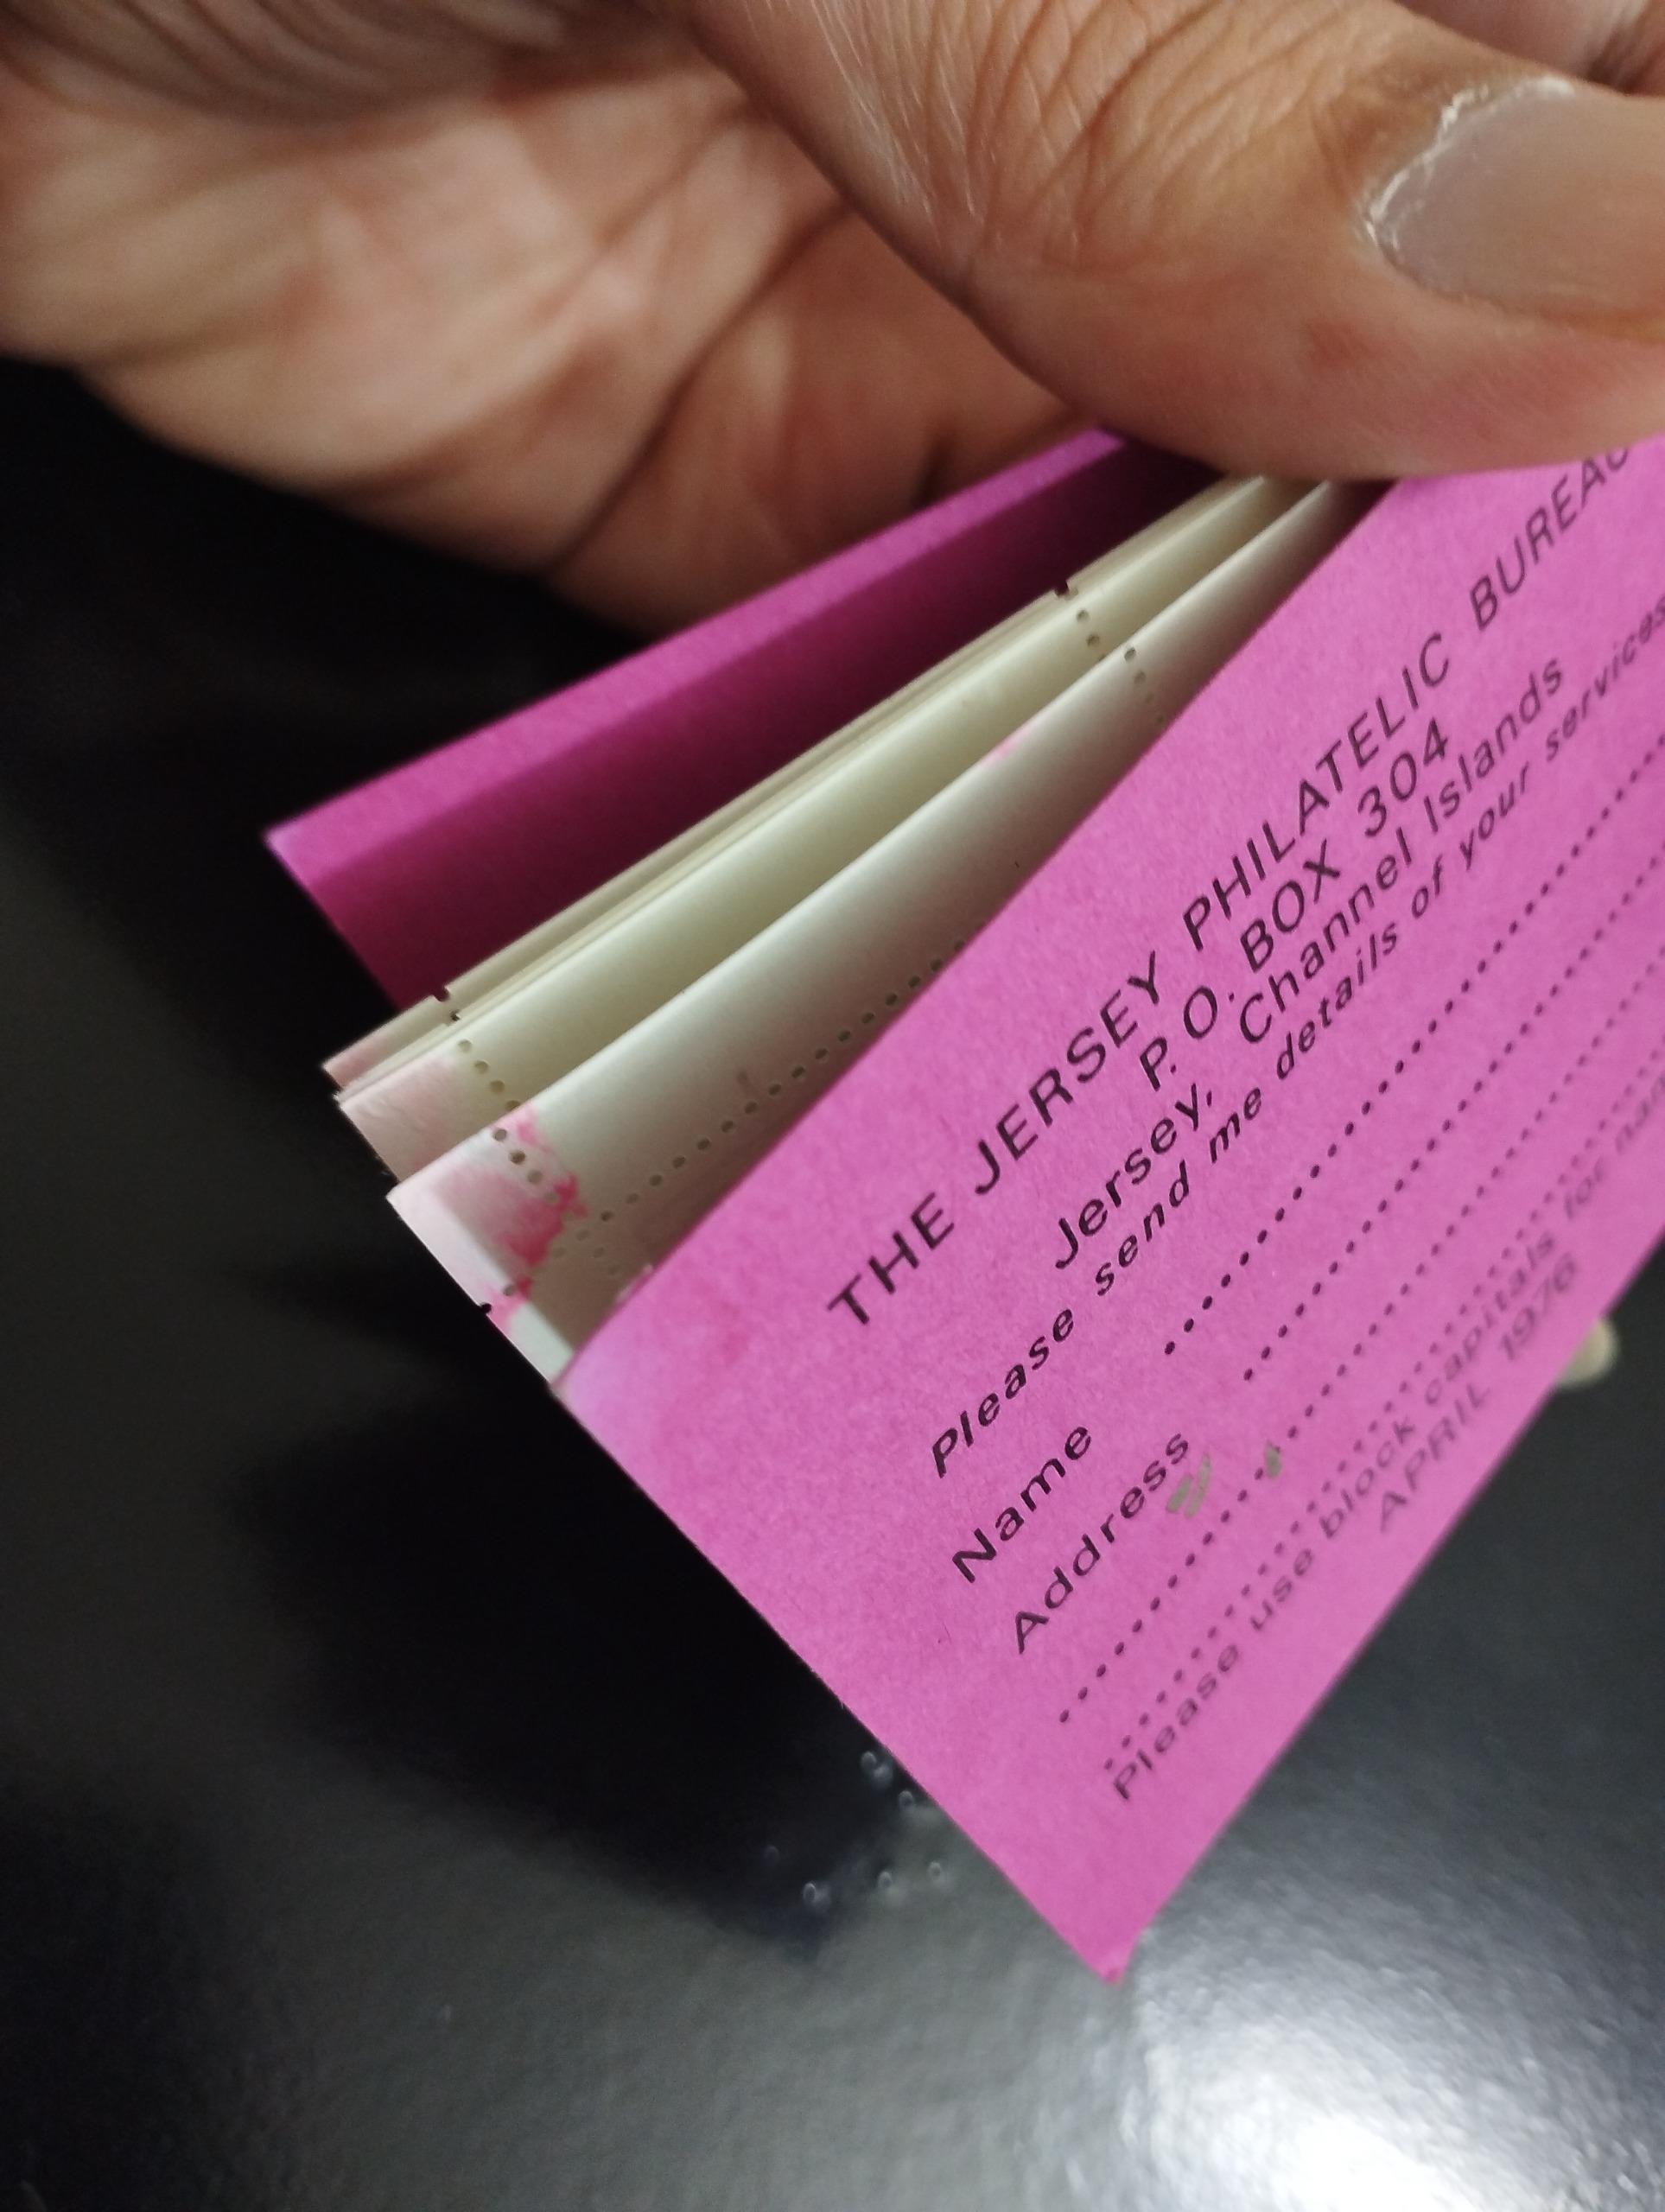 THE JERSEY PHILATELIC BUREAU
P.O. BOX 304
Jersey, Channel Islands
Please send me details of your services
Name ..............................
Address ..............................
..............................
..............................
Please use block capitals for
APRIL 1976